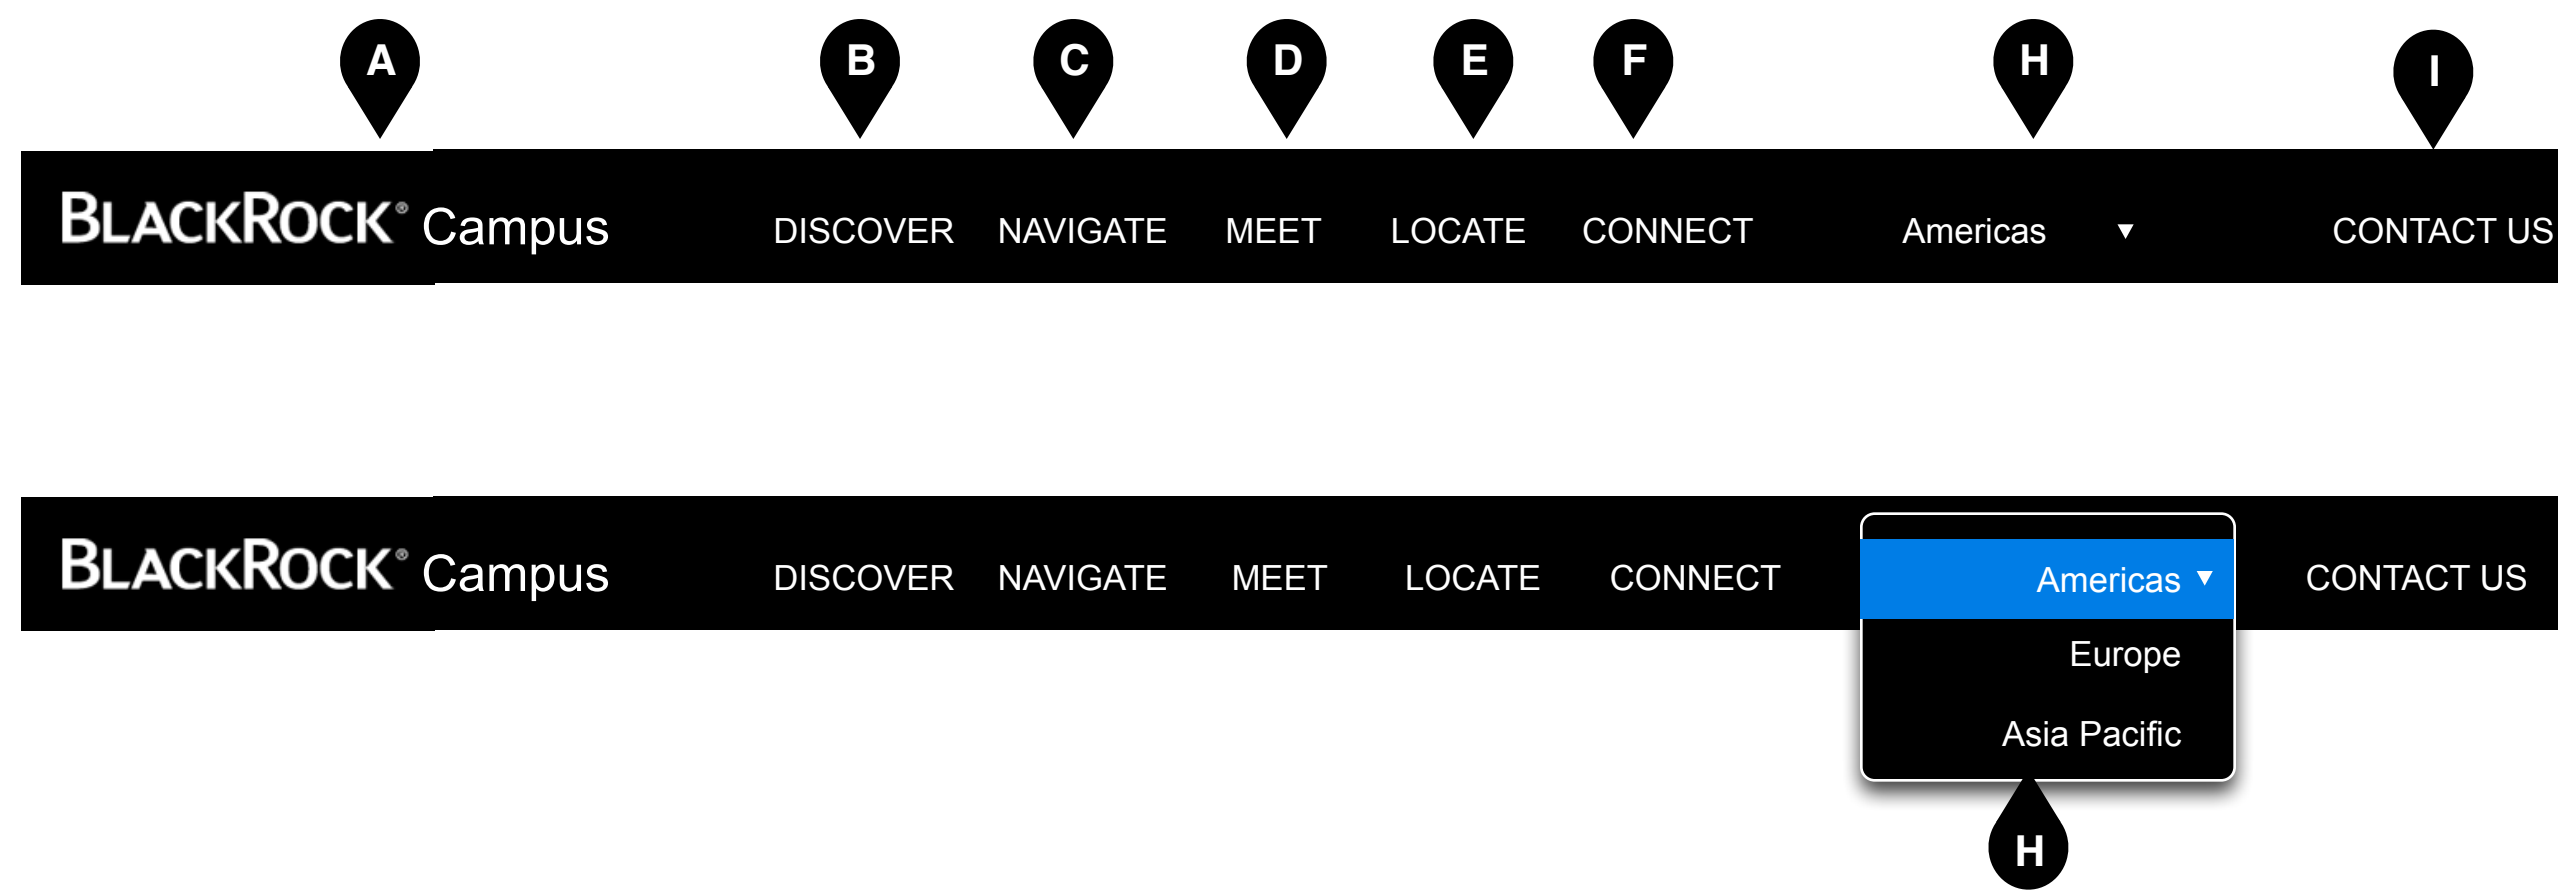 A B C D E F H I
BLACKROCK® Campus DISCOVER NAVIGATE MEET LOCATE CONNECT Americas ▼ CONTACT US
BLACKROCK® Campus DISCOVER NAVIGATE MEET LOCATE CONNECT Americas ▼ CONTACT US
Europe
Asia Pacific
H